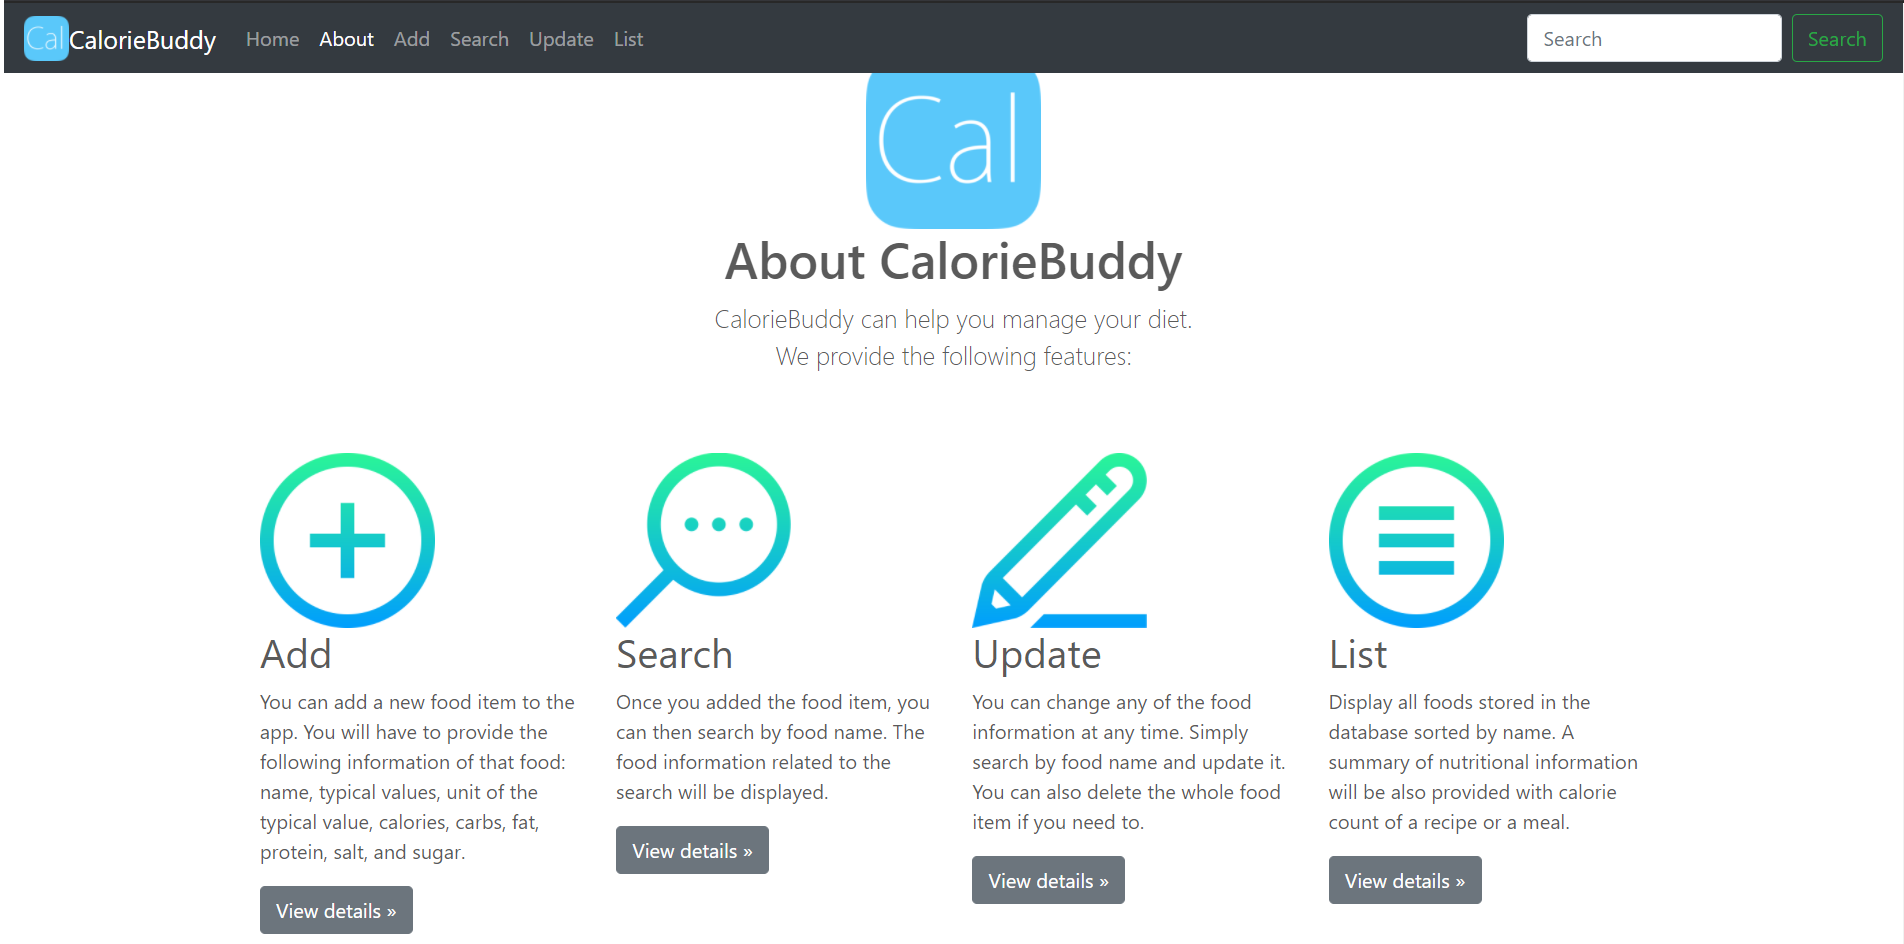 Cal CalorieBuddy Home About Add Search Update List Search Search
Cal
About CalorieBuddy
CalorieBuddy can help you manage your diet.
We provide the following features:
Add
You can add a new food item to the
app. You will have to provide the
following information of that food:
name, typical values, unit of the
typical value, calories, carbs, fat,
protein, salt, and sugar.
View details »
Search
Once you added the food item, you
can then search by food name. The
food information related to the
search will be displayed.
View details »
Update
You can change any of the food
information at any time. Simply
search by food name and update it.
You can also delete the whole food
item if you need to.
View details »
List
Display all foods stored in the
database sorted by name. A
summary of nutritional information
will be also provided with calorie
count of a recipe or a meal.
View details »